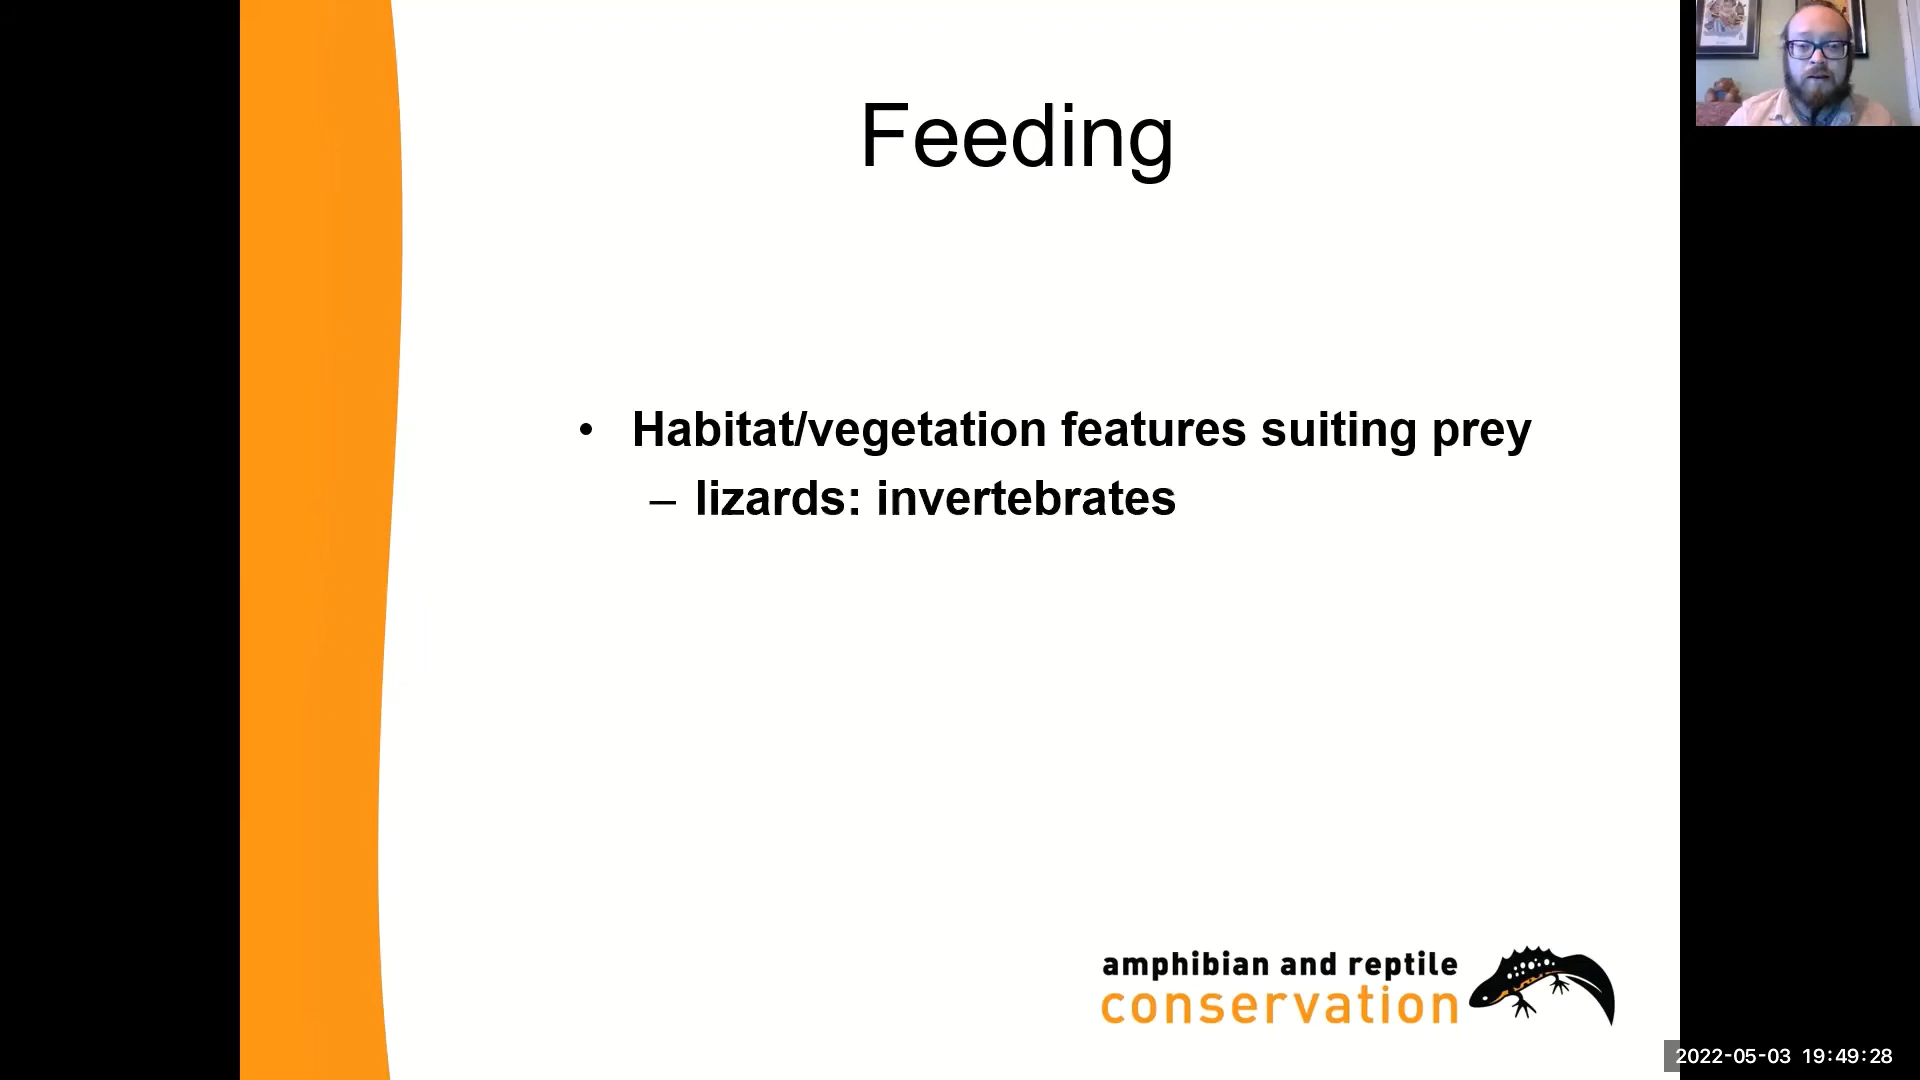 Feeding
• Habitat/vegetation features suiting prey
– lizards: invertebrates
amphibian and reptile
conservation
2022-05-03 19:49:28